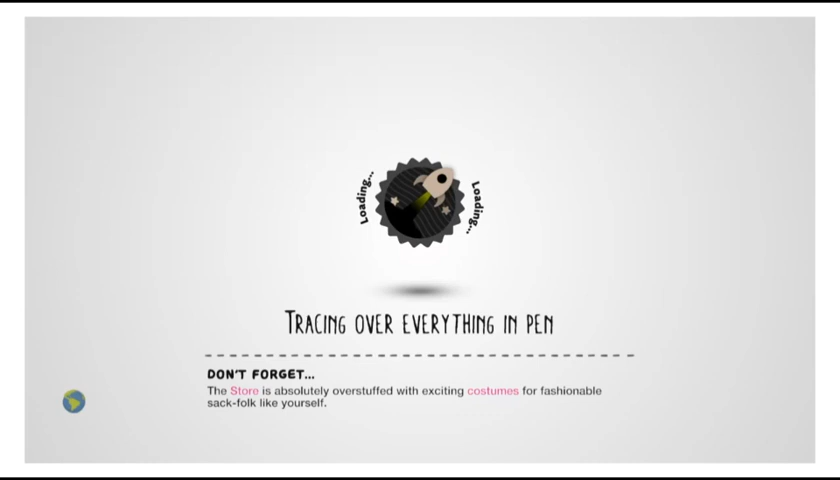 Loading...
Loading...
Tracing over everything in pen
DON'T FORGET...
The Store is absolutely overstuffed with exciting costumes for fashionable
sack-folk like yourself.